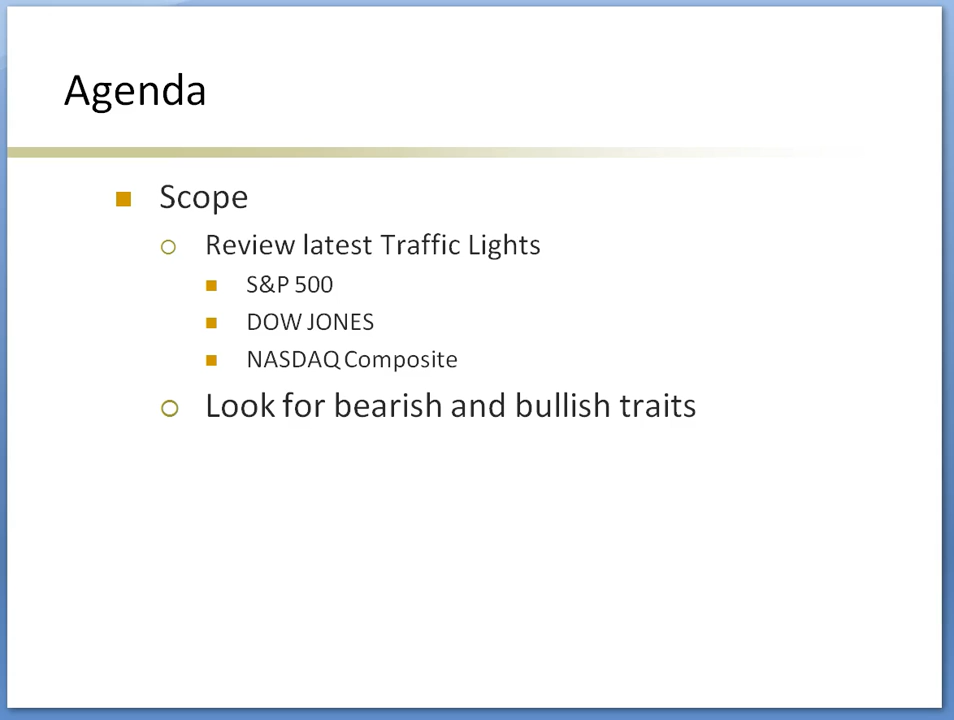 Agenda
Scope
Review latest Traffic Lights
S&P 500
DOW JONES
NASDAQ Composite
Look for bearish and bullish traits